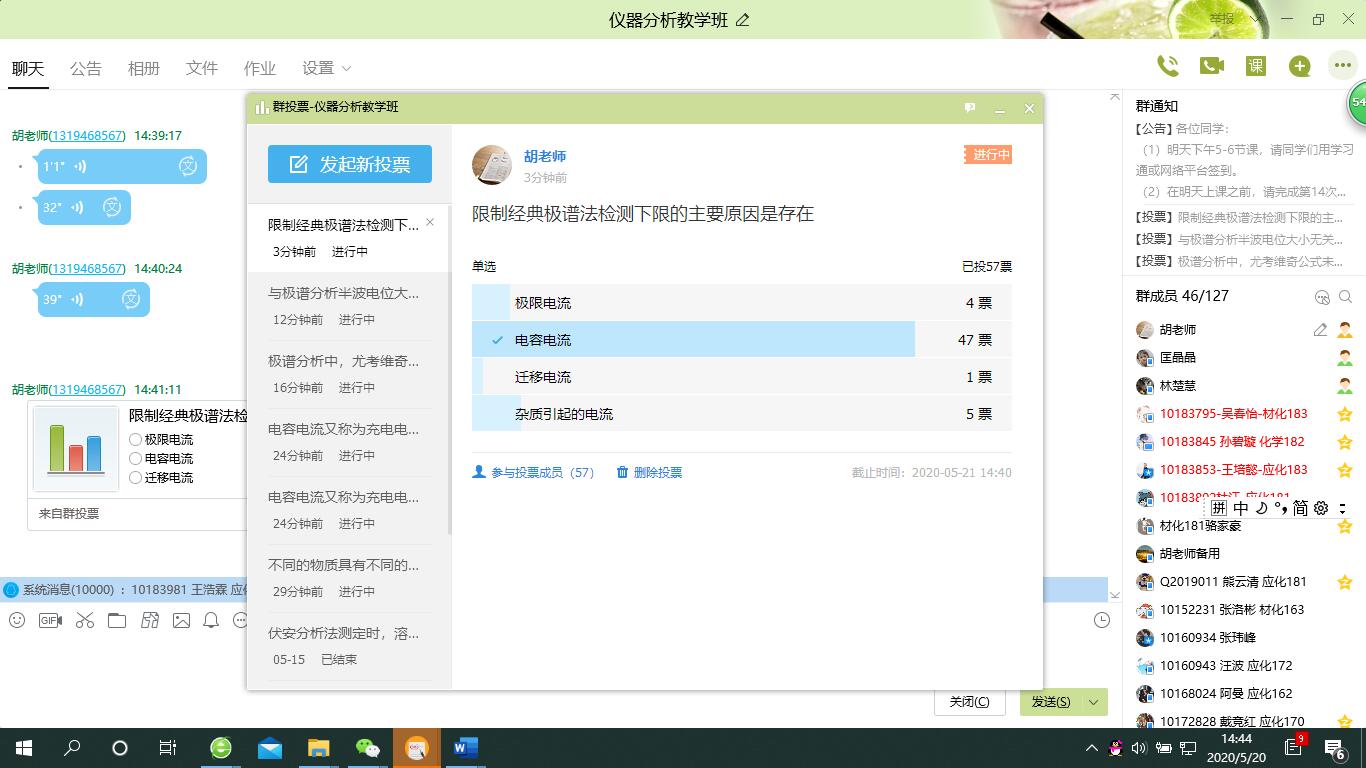 仪器分析教学班
举报
聊天 公告 相册 文件 作业 设置
课
胡老师(1319468567) 14:39:17
1'1"
文
32"
文
胡老师(1319468567) 14:40:24
39"
文
胡老师(1319468567) 14:41:11
限制经典极谱法检
极限电流
电容电流
迁移电流
来自群投票
系统消息(10000) : 10183981 王浩霖 应化
GIF
关闭(C) 发送(S)
群投票-仪器分析教学班
发起新投票
限制经典极谱法检测下...
3分钟前 进行中
与极谱分析半波电位大...
12分钟前 进行中
极谱分析中，尤考维奇...
16分钟前 进行中
电容电流又称为充电电...
24分钟前 进行中
电容电流又称为充电电...
24分钟前 进行中
不同的物质具有不同的...
29分钟前 进行中
伏安分析法测定时，溶...
05-15 已结束
胡老师
3分钟前
进行中
限制经典极谱法检测下限的主要原因是存在
单选 已投57票
极限电流 4 票
电容电流 47 票
迁移电流 1 票
杂质引起的电流 5 票
参与投票成员（57） 删除投票 截止时间：2020-05-21 14:40
群通知
54
【公告】各位同学：
（1）明天下午5-6节课，请同学们用学习
通或网络平台签到。
（2）在明天上课之前，请完成第14次...
【投票】限制经典极谱法检测下限的主...
【投票】与极谱分析半波电位大小无关...
【投票】极谱分析中，尤考维奇公式未...
群成员 46/127
胡老师
匡晶晶
林楚慧
10183795-吴春怡-材化183
10183845 孙碧璇 化学182
10183853-王培懿-应化183
拼 中 简
材化181骆家豪
胡老师备用
Q2019011 熊云清 应化181
10152231 张洛彬 材化163
10160934 张玮峰
10160943 汪波 应化172
10168024 阿曼 应化162
10172828 戴竞红 应化170
W
14:44
2020/5/20
9
6